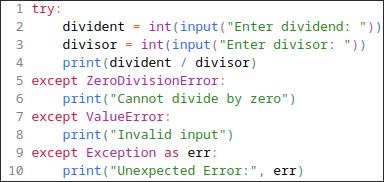 1 try:
2     divident = int(input("Enter dividend: "))
3     divisor = int(input("Enter divisor: "))
4     print(divident / divisor)
5 except ZeroDivisionError:
6     print("Cannot divide by zero")
7 except ValueError:
8     print("Invalid input")
9 except Exception as err:
10     print("Unexpected Error:", err)